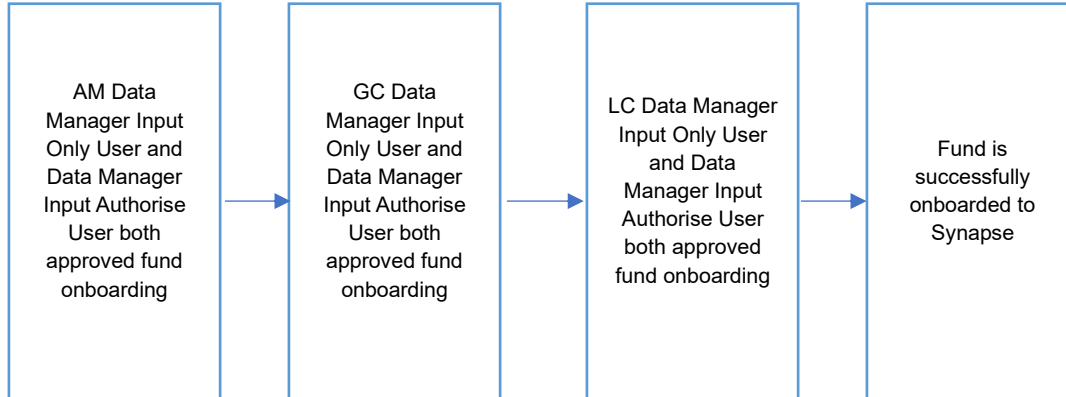 AM Data
Manager Input
Only User and
Data Manager
Input Authorise
User both
approved fund
onboarding
GC Data
Manager Input
Only User and
Data Manager
Input Authorise
User both
approved fund
onboarding
LC Data Manager
Input Only User
and Data
Manager Input
Authorise User
both approved
fund onboarding
Fund is
successfully
onboarded to
Synapse